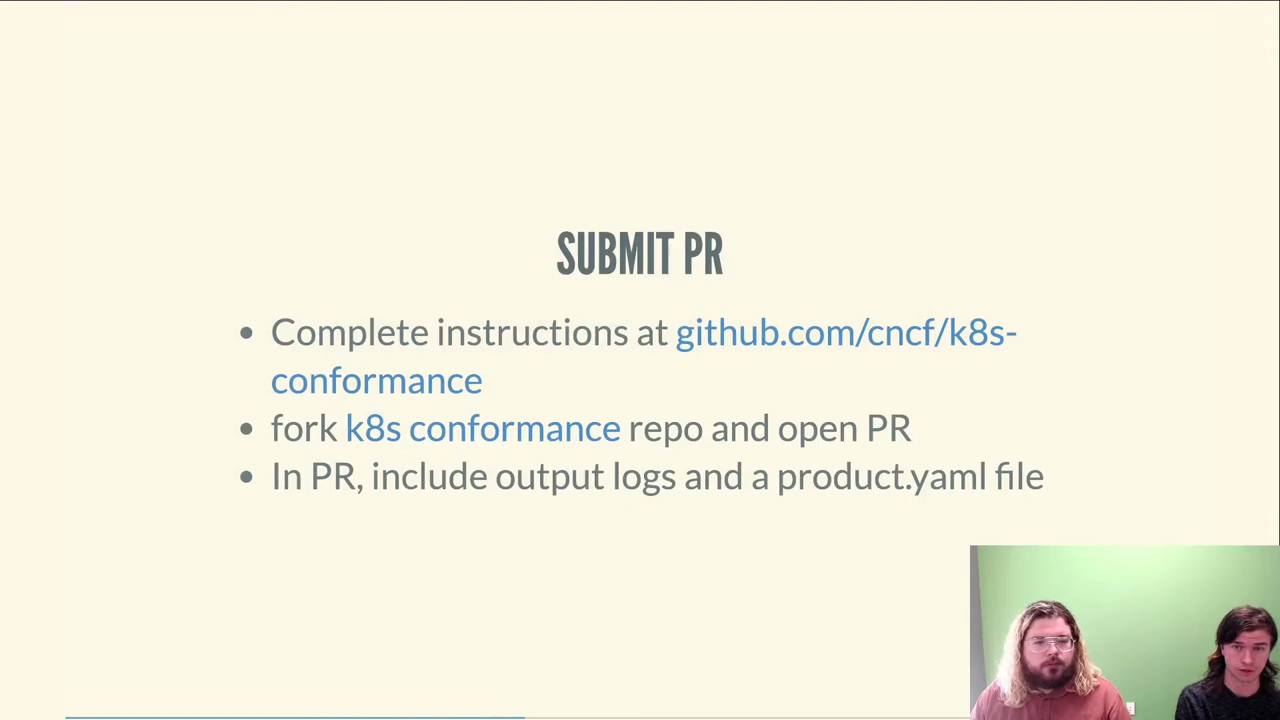 SUBMIT PR
• Complete instructions at github.com/cncf/k8s-
conformance
• fork k8s conformance repo and open PR
• In PR, include output logs and a product.yaml file